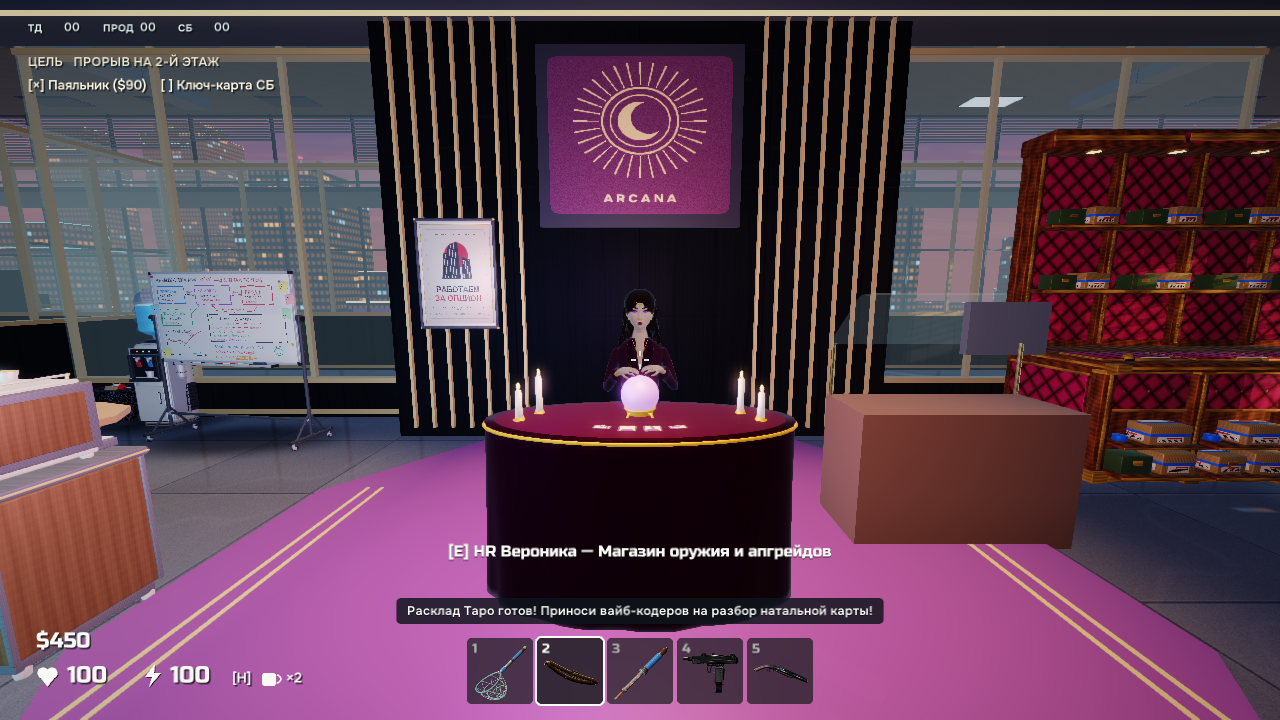 ТД 00 ПРОД 00 СБ 00
ЦЕЛЬ ПРОРЫВ НА 2-Й ЭТАЖ
[×] Паяльник ($90) [ ] Ключ-карта СБ
ARCANA
РАБОТАЕМ
ЗА ОПЦИОН
[E] HR Вероника — Магазин оружия и апгрейдов
Расклад Таро готов! Приноси вайб-кодеров на разбор натальной карты!
$450
100 100 [H] ×2
1 2 3 4 5